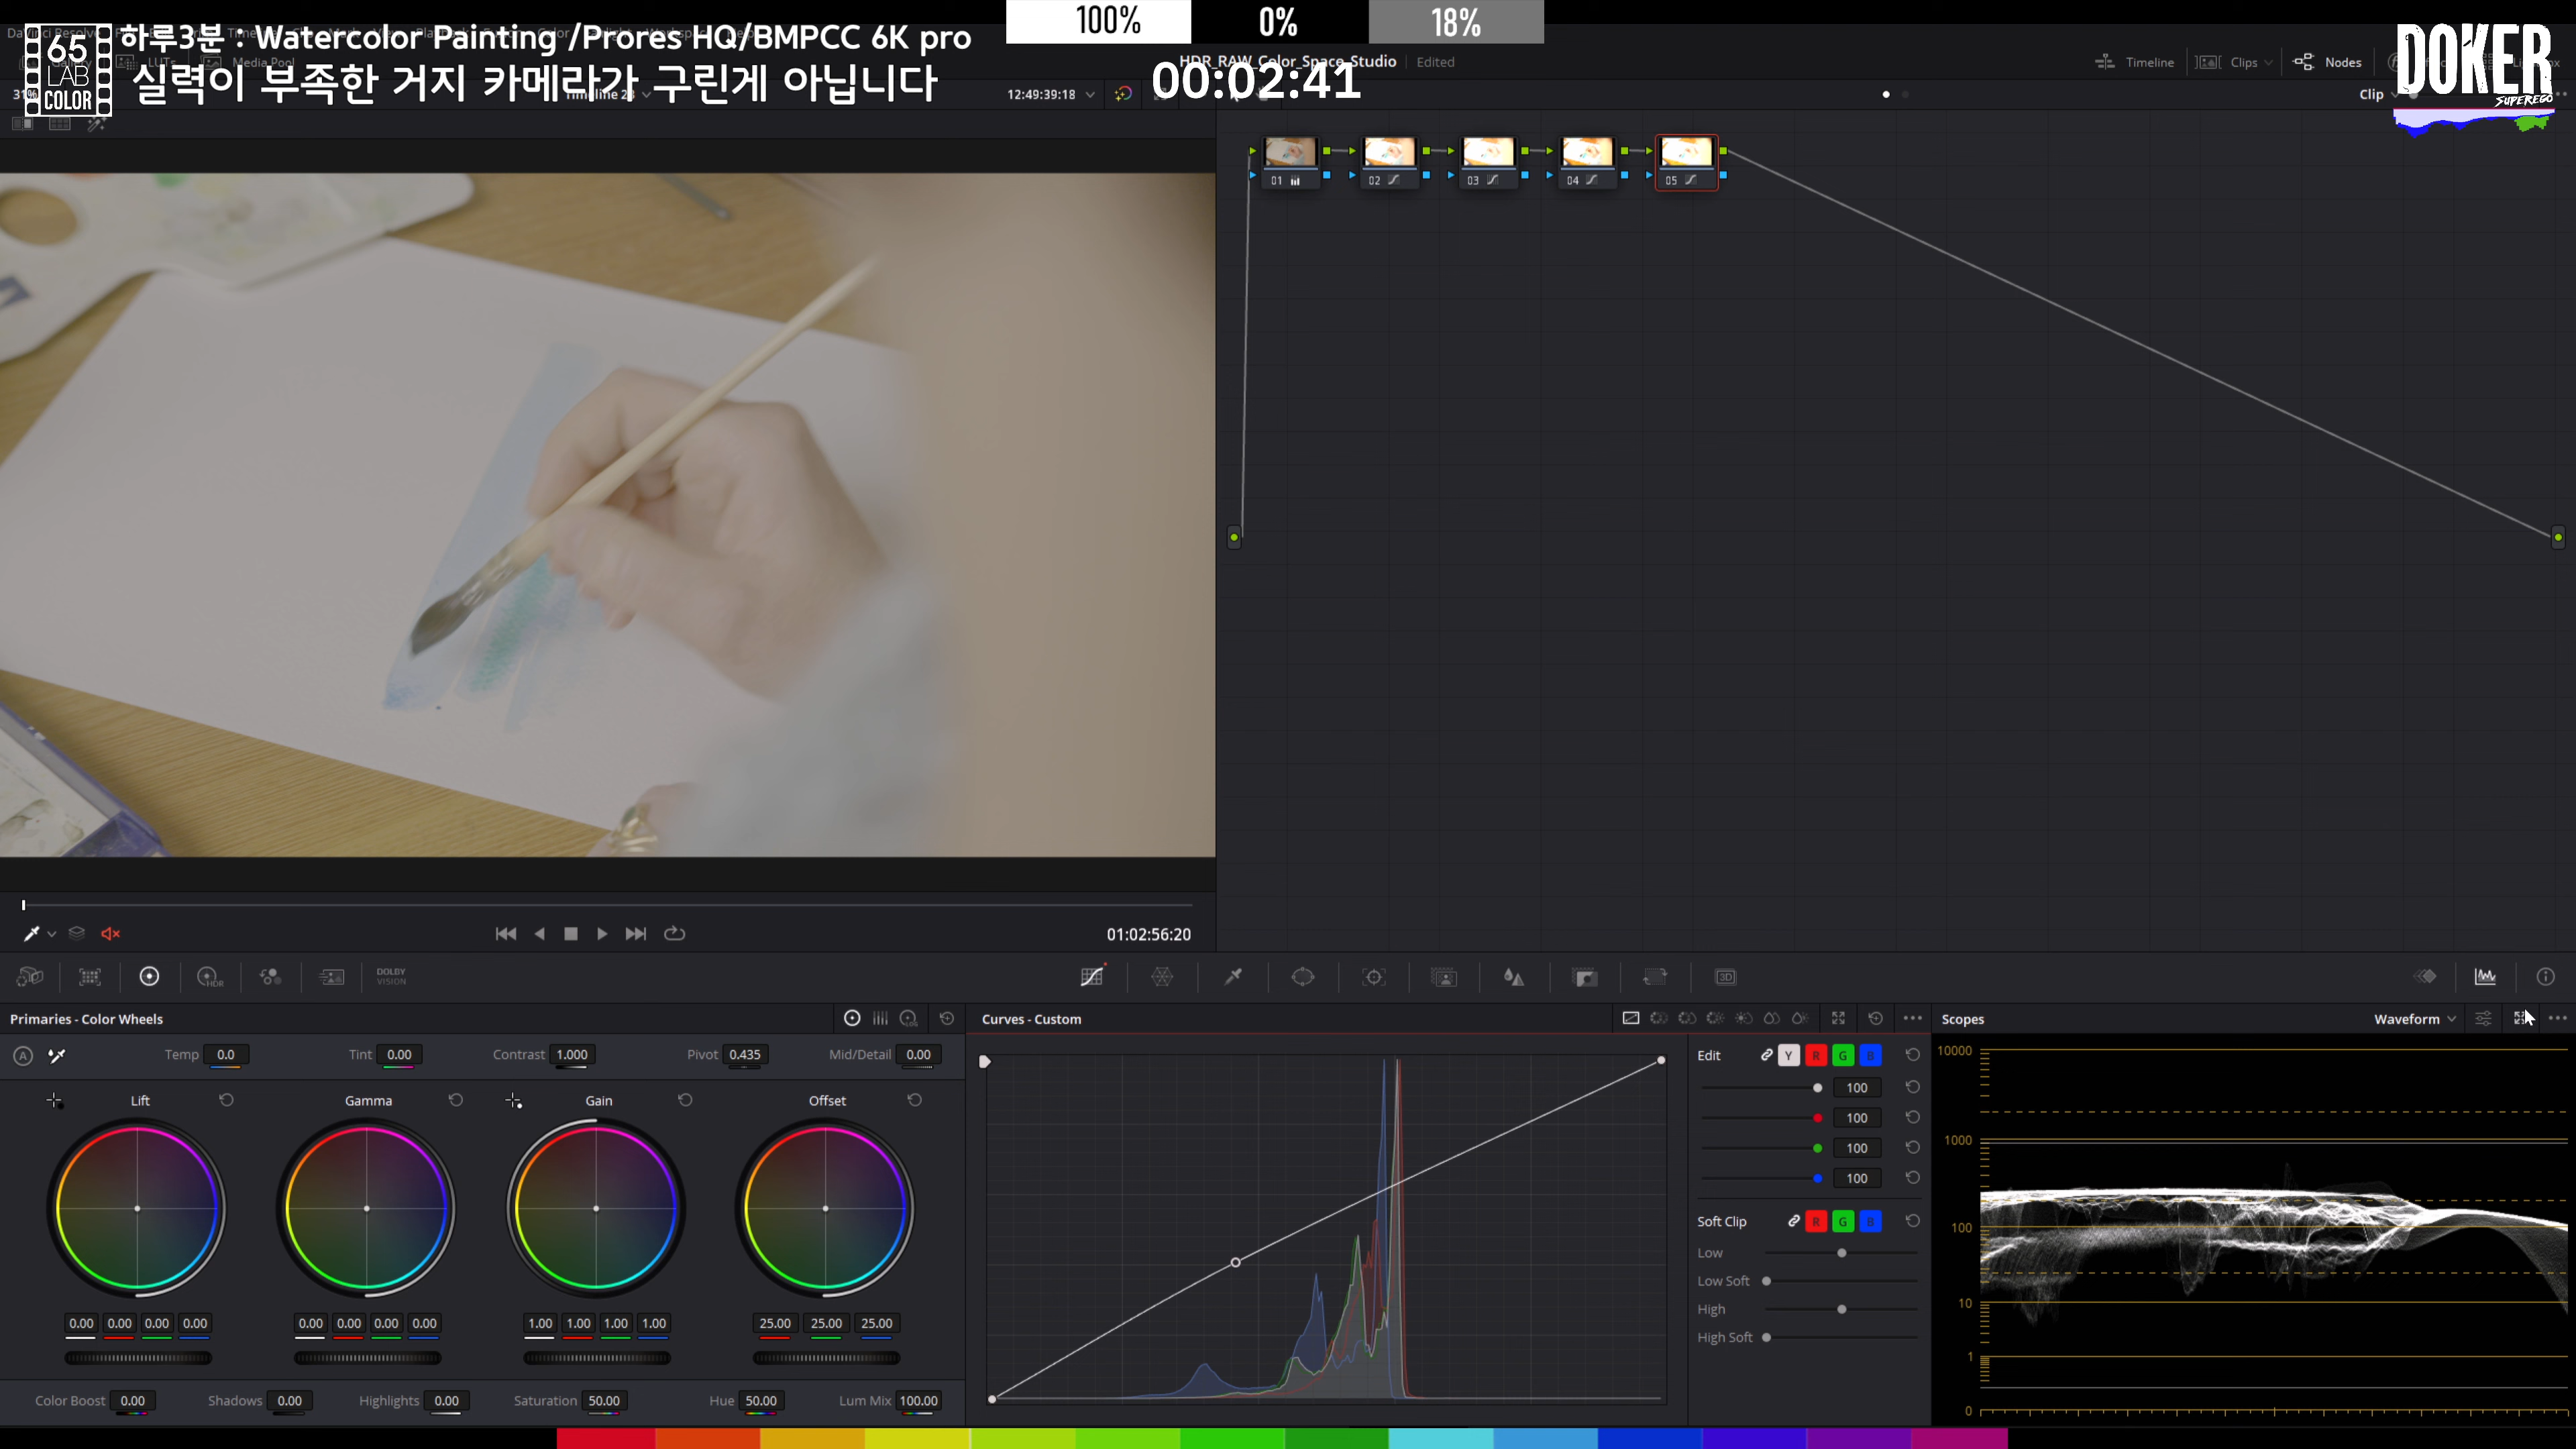 65
LAB
COLOR
하루3분 : Watercolor Painting /Prores HQ/BMPCC 6K pro
실력이 부족한 거지 카메라가 구린게 아닙니다
100%
0%
18%
DaVinci Resolve
LUTs
Media Pool
HDR_RAW_Color_Space_Studio
Edited
00:02:41
Timeline
Clips
Nodes
DOKER
SUPEREGO
12:49:39:18
Clip
01
02
03
04
05
01:02:56:20
HDR
DOLBY
VISION
3D
Primaries - Color Wheels
Temp 0.0
Tint 0.00
Contrast 1.000
Pivot 0.435
Mid/Detail 0.00
Lift
Gamma
Gain
Offset
0.00 0.00 0.00 0.00
0.00 0.00 0.00 0.00
1.00 1.00 1.00 1.00
25.00 25.00 25.00
Color Boost 0.00
Shadows 0.00
Highlights 0.00
Saturation 50.00
Hue 50.00
Lum Mix 100.00
Curves - Custom
Edit Y R G B
100
100
100
100
Soft Clip R G B
Low
Low Soft
High
High Soft
Scopes
Waveform
10000
1000
100
10
1
0